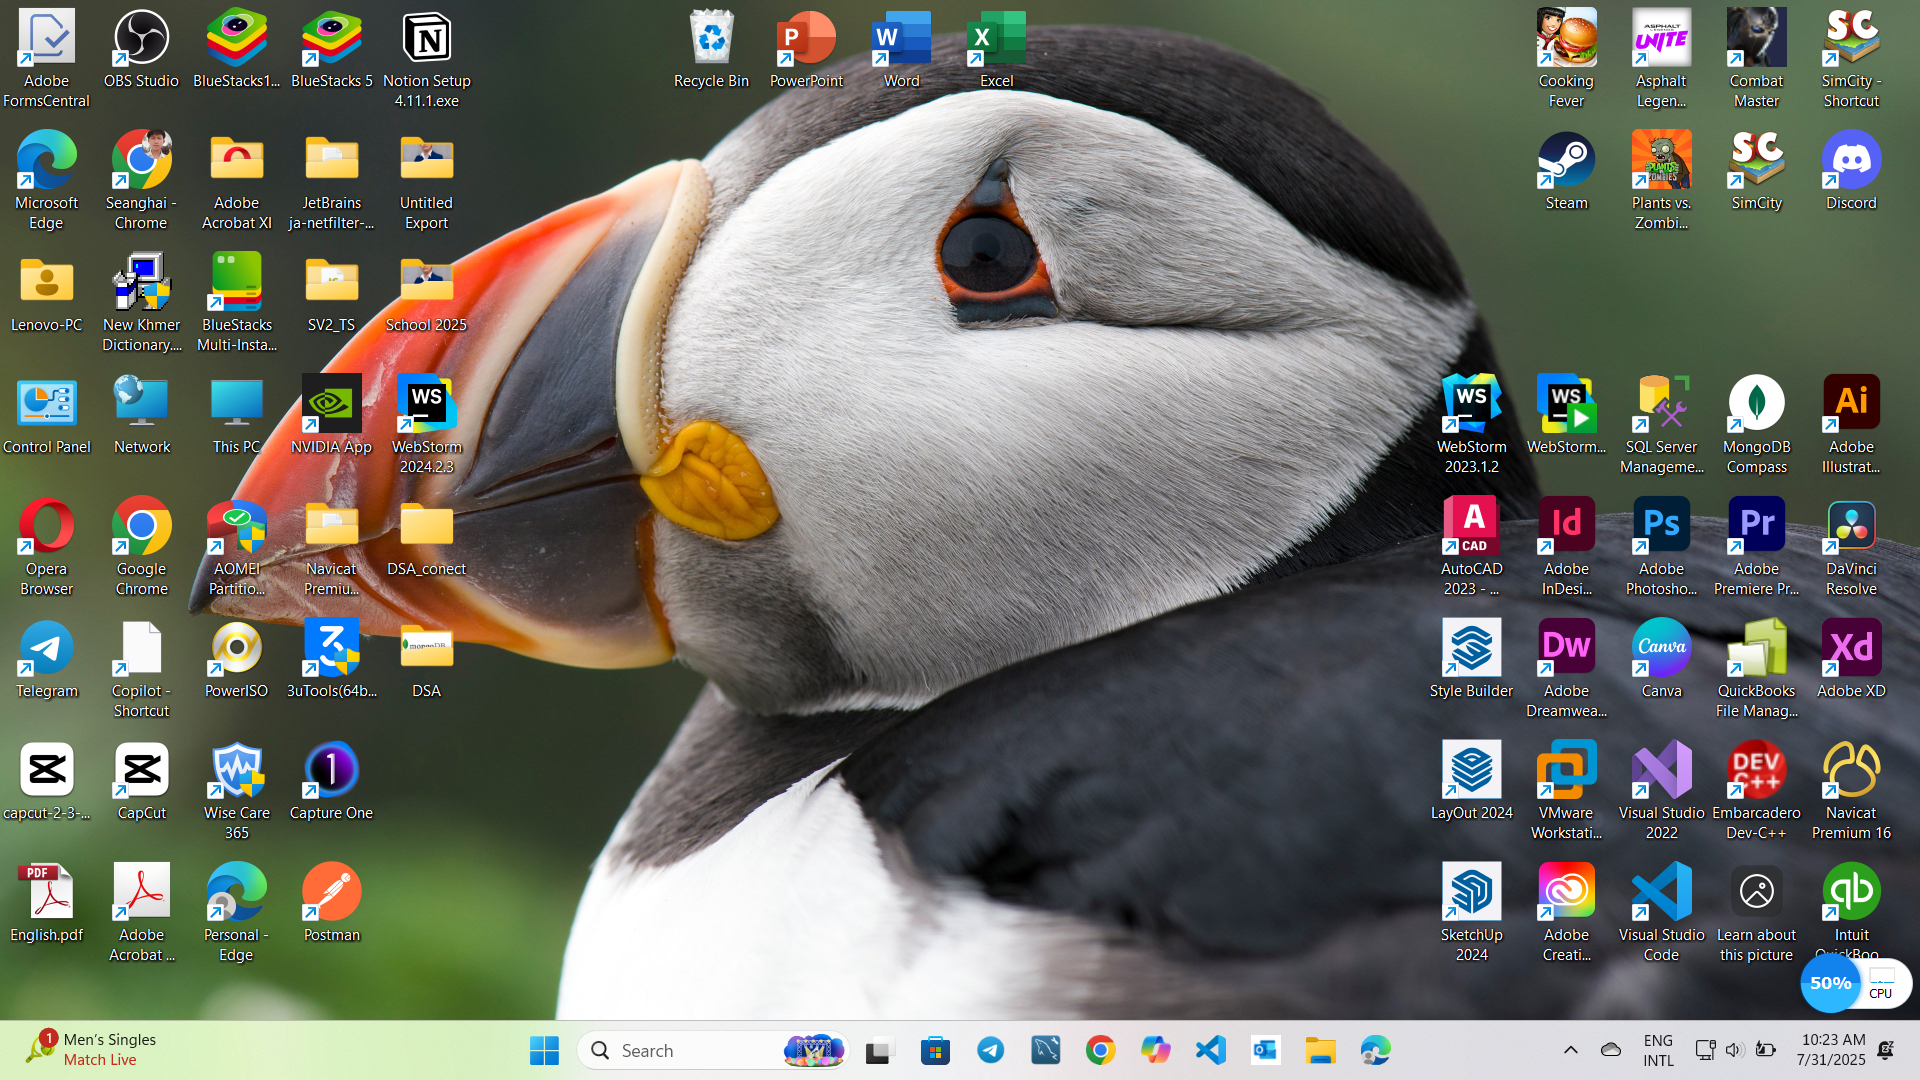 Adobe
FormsCentral
OBS Studio
BlueStacks1...
BlueStacks 5
Notion Setup
4.11.1.exe
Recycle Bin
PowerPoint
Word
Excel
Cooking
Fever
Asphalt
Legen...
Combat
Master
SimCity -
Shortcut
Microsoft
Edge
Seanghai -
Chrome
Adobe
Acrobat XI
JetBrains
ja-netfilter-...
Untitled
Export
Steam
Plants vs.
Zombi...
SimCity
Discord
Lenovo-PC
New Khmer
Dictionary....
BlueStacks
Multi-Insta...
SV2_TS
School 2025
Control Panel
Network
This PC
NVIDIA App
WebStorm
2024.2.3
WebStorm
2023.1.2
WebStorm...
SQL Server
Manageme...
MongoDB
Compass
Adobe
Illustrat...
Opera
Browser
Google
Chrome
AOMEI
Partitio...
Navicat
Premiu...
DSA_conect
AutoCAD
2023 - ...
Adobe
InDesi...
Adobe
Photosho...
Adobe
Premiere Pr...
DaVinci
Resolve
Telegram
Copilot -
Shortcut
PowerISO
3uTools(64b...
DSA
Style Builder
Adobe
Dreamwea...
Canva
QuickBooks
File Manag...
Adobe XD
capcut-2-3-...
CapCut
Wise Care
365
Capture One
LayOut 2024
VMware
Workstati...
Visual Studio
2022
Embarcadero
Dev-C++
Navicat
Premium 16
English.pdf
Adobe
Acrobat ...
Personal -
Edge
Postman
SketchUp
2024
Adobe
Creati...
Visual Studio
Code
Learn about
this picture
Intuit
QuickBoo...
50%
CPU
1
Men's Singles
Match Live
Search
ENG
INTL
10:23 AM
7/31/2025